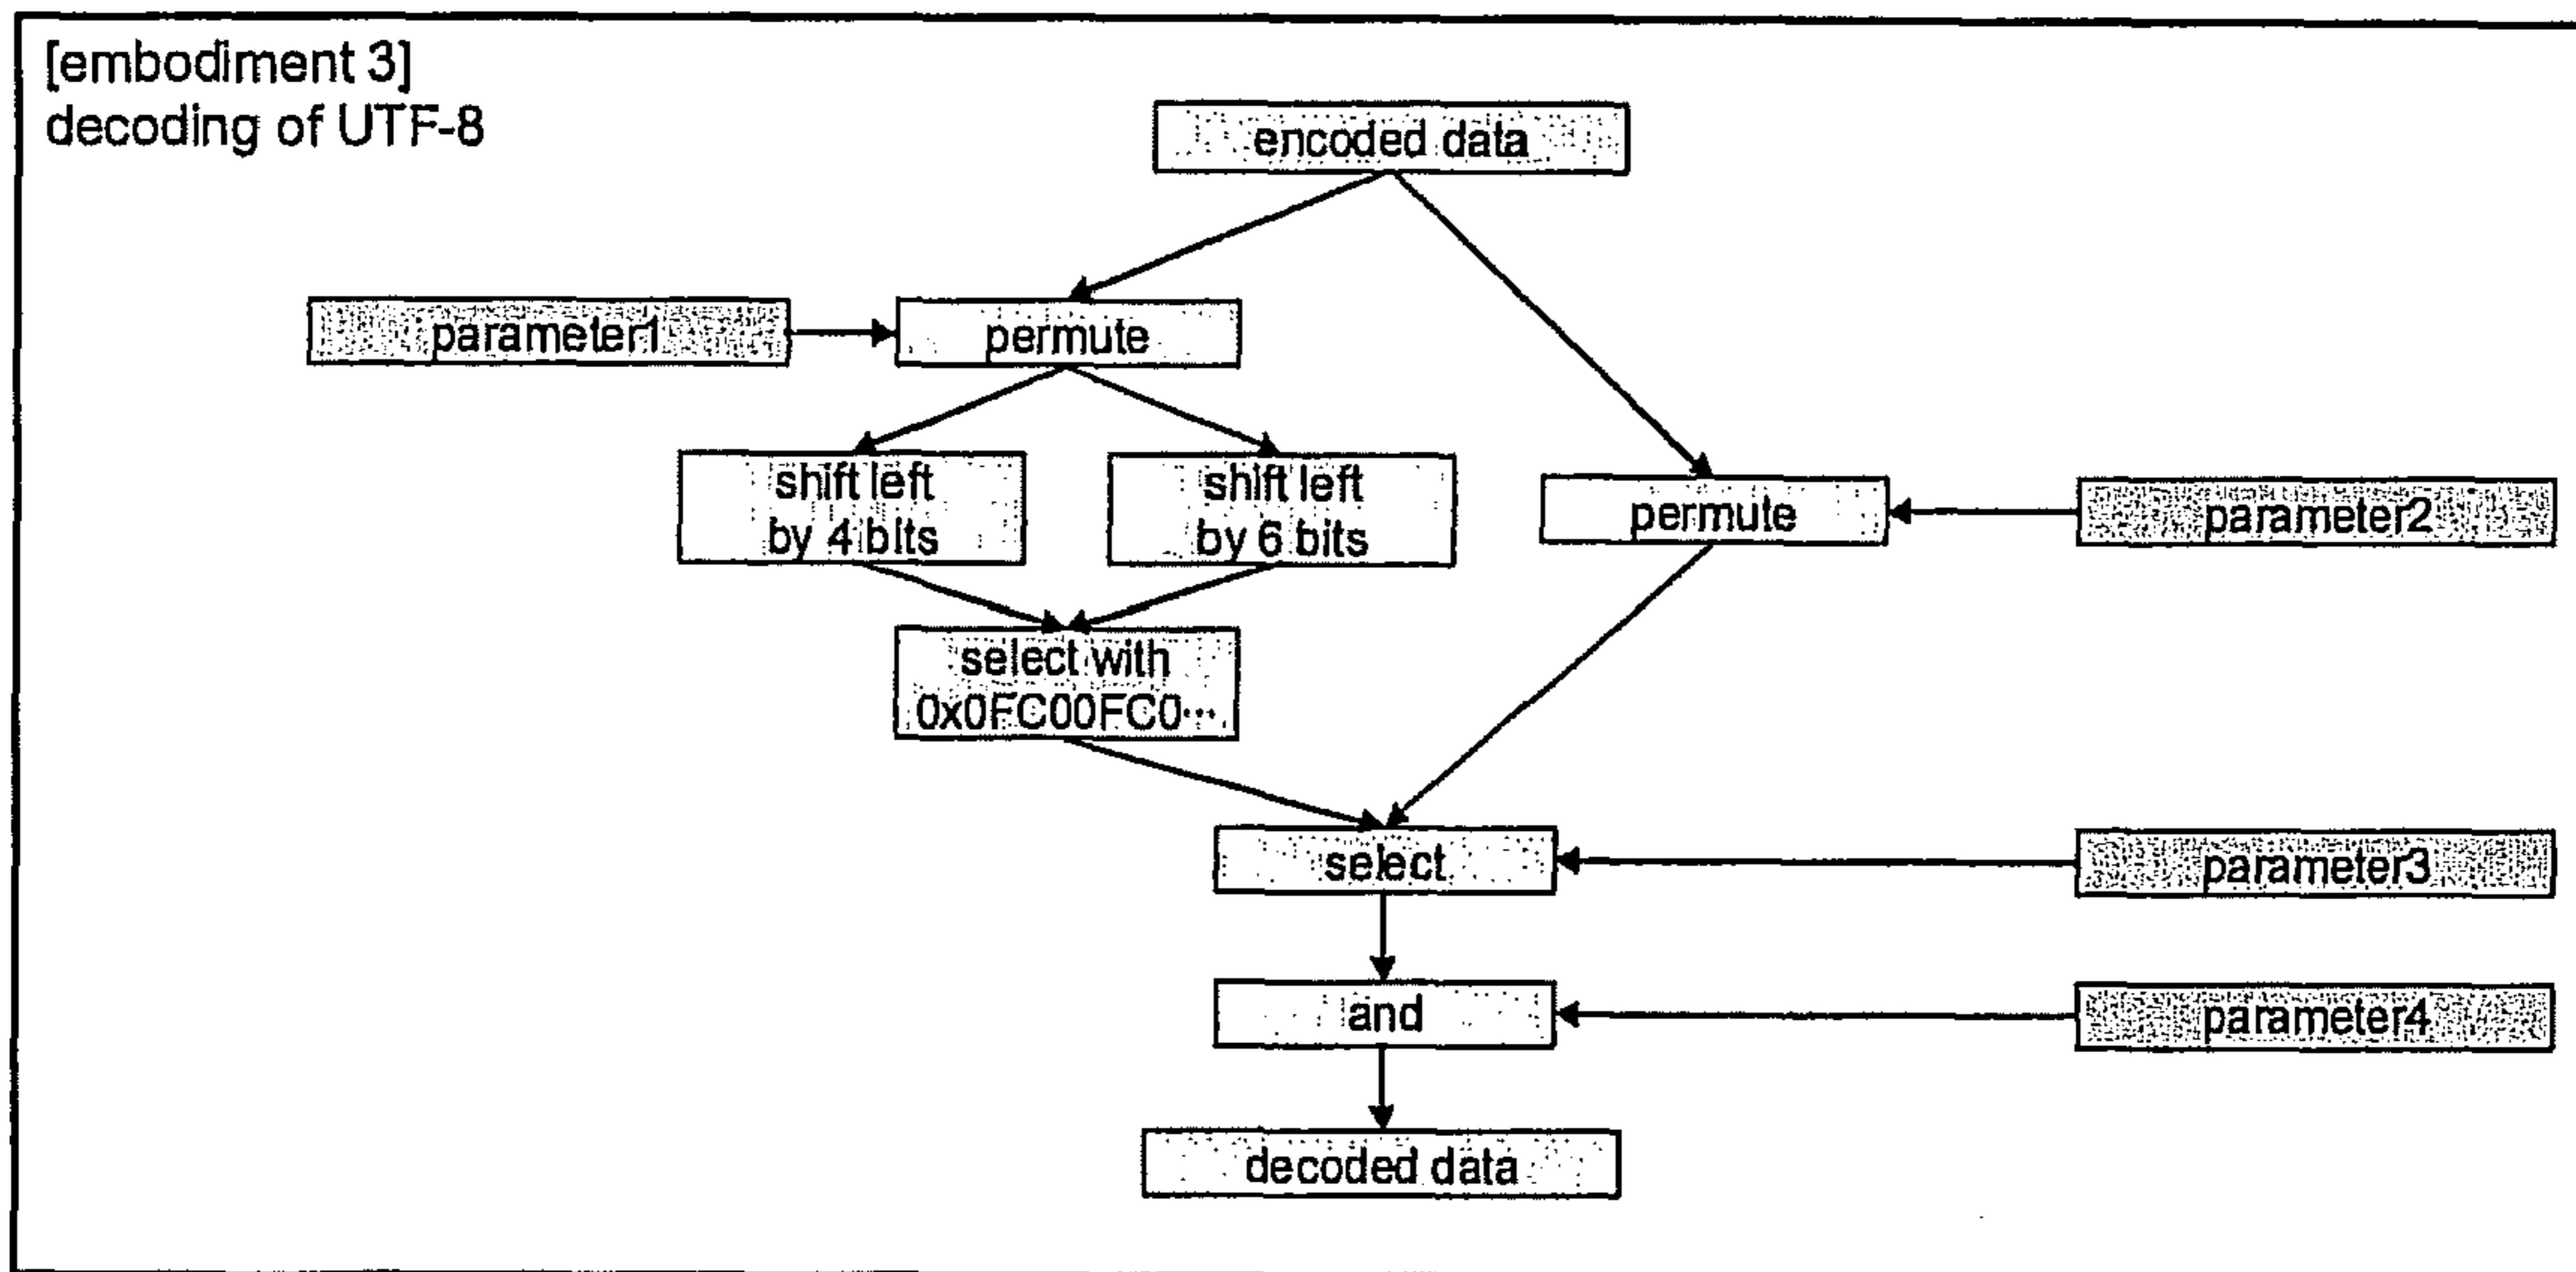 [embodiment 3]
decoding of UTF-8
encoded data
parameter1
permute
shift left
by 4 bits
shift left
by 6 bits
permute
parameter2
select with
0x0FC00FC0...
select
parameter3
and
parameter4
decoded data